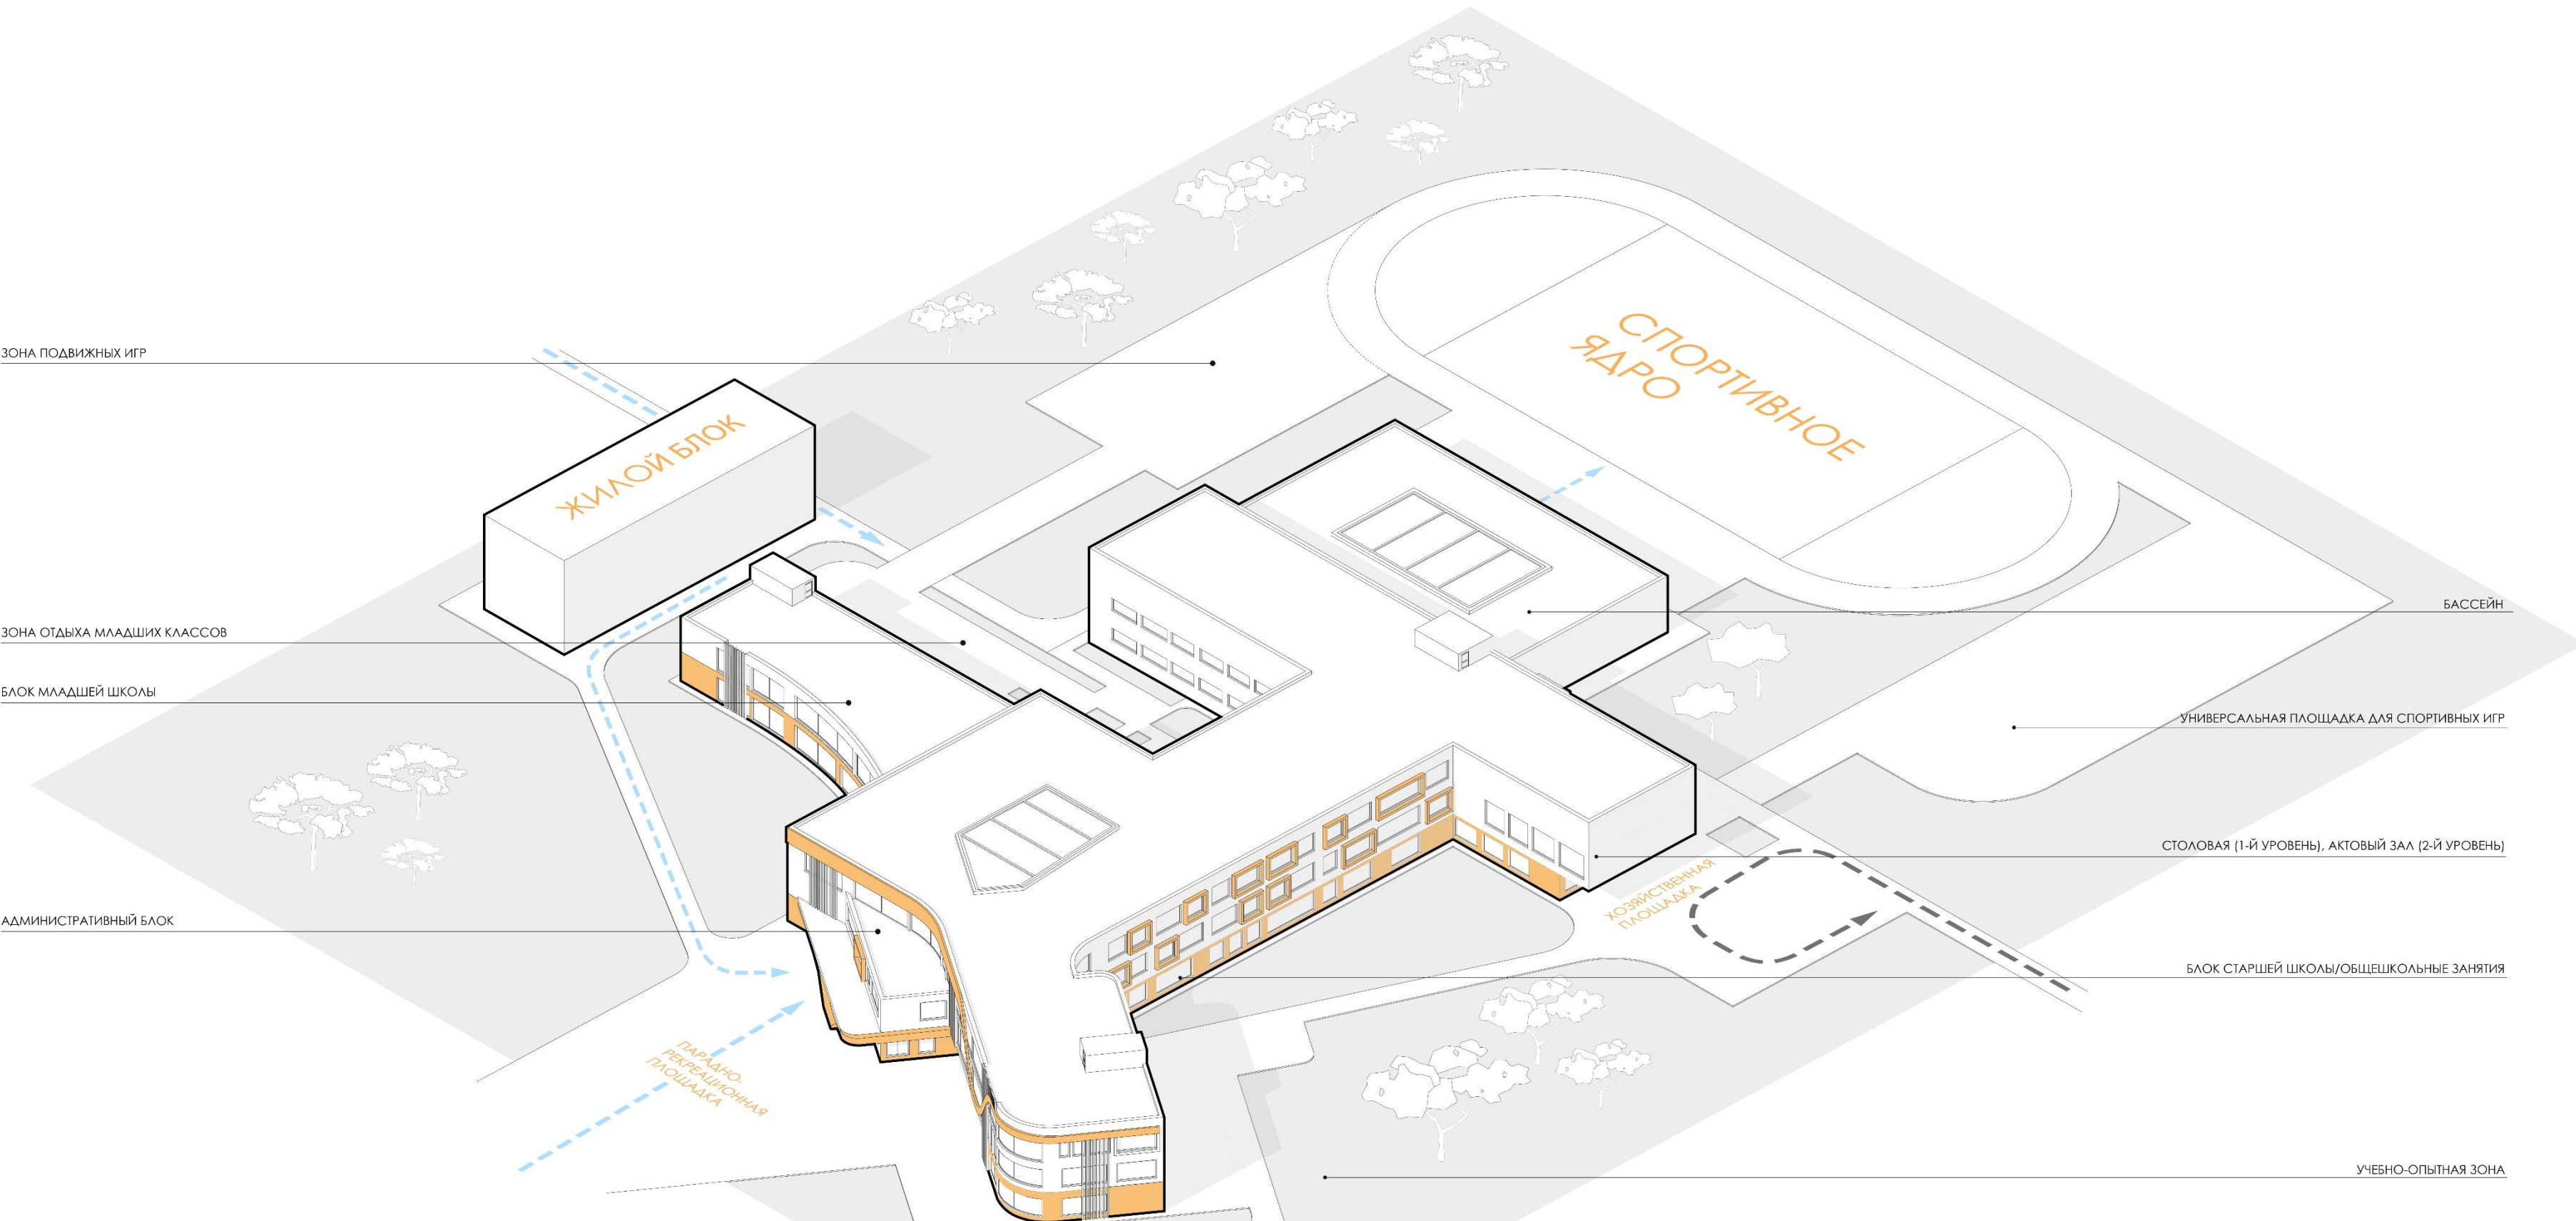 СПОРТИВНОЕ
ЯДРО
ЗОНА ПОДВИЖНЫХ ИГР
ЖИЛОЙ БЛОК
БАССЕЙН
ЗОНА ОТДЫХА МЛАДШИХ КЛАССОВ
БЛОК МЛАДШЕЙ ШКОЛЫ
УНИВЕРСАЛЬНАЯ ПЛОЩАДКА ДЛЯ СПОРТИВНЫХ ИГР
СТОЛОВАЯ (1-Й УРОВЕНЬ), АКТОВЫЙ ЗАЛ (2-Й УРОВЕНЬ)
ХОЗЯЙСТВЕННАЯ
ПЛОЩАДКА
АДМИНИСТРАТИВНЫЙ БЛОК
БЛОК СТАРШЕЙ ШКОЛЫ/ОБЩЕШКОЛЬНЫЕ ЗАНЯТИЯ
ПАРАДНО-
РЕКРЕАЦИОННАЯ
ПЛОЩАДКА
УЧЕБНО-ОПЫТНАЯ ЗОНА